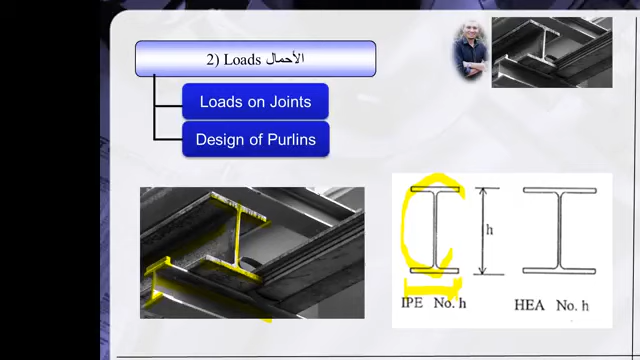 2) Loads الأحمال
Loads on Joints
Design of Purlins
h
IPE No. h
HEA No. h